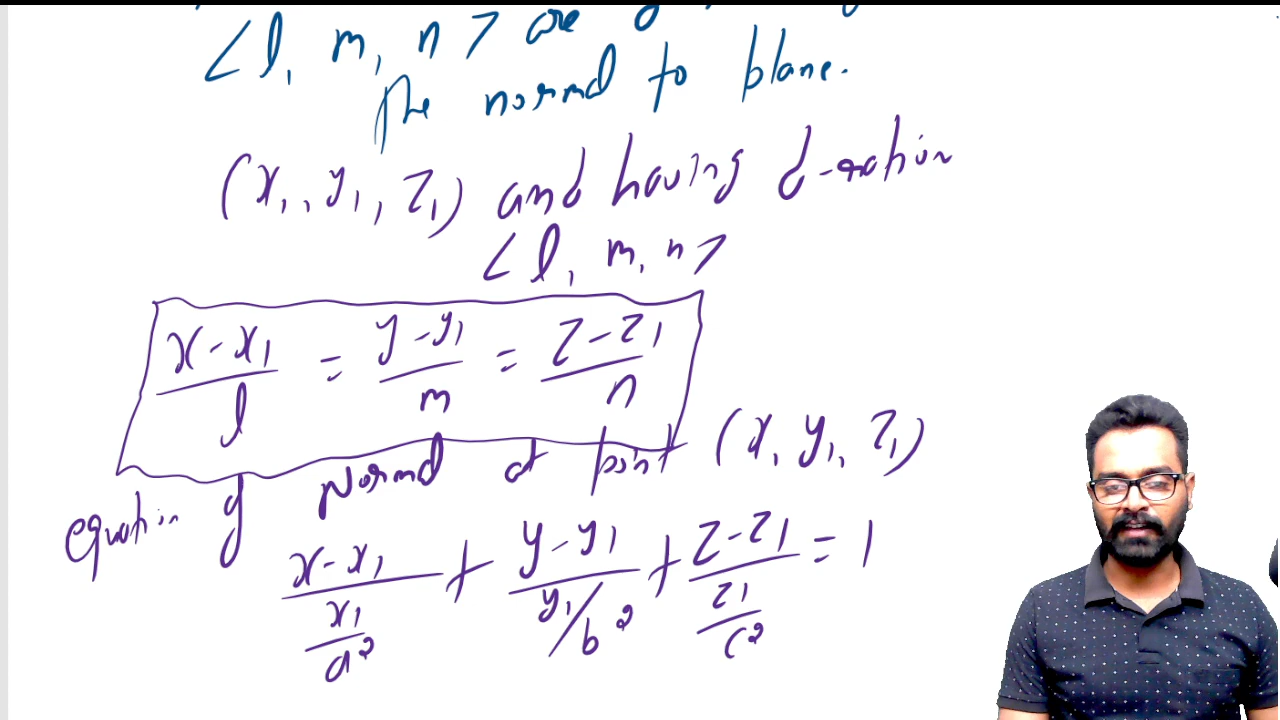 <l, m, n> are
the normal to plane.
(x₁, y₁, z₁) and having d-ration
<l, m, n>
(x-x₁)/l = (y-y₁)/m = (z-z₁)/n
equation of Normal at point (x, y₁, z₁)
(x-x₁)/(x₁/a²) + (y-y₁)/(y₁/b²) + (z-z₁)/(z₁/c²) = 1